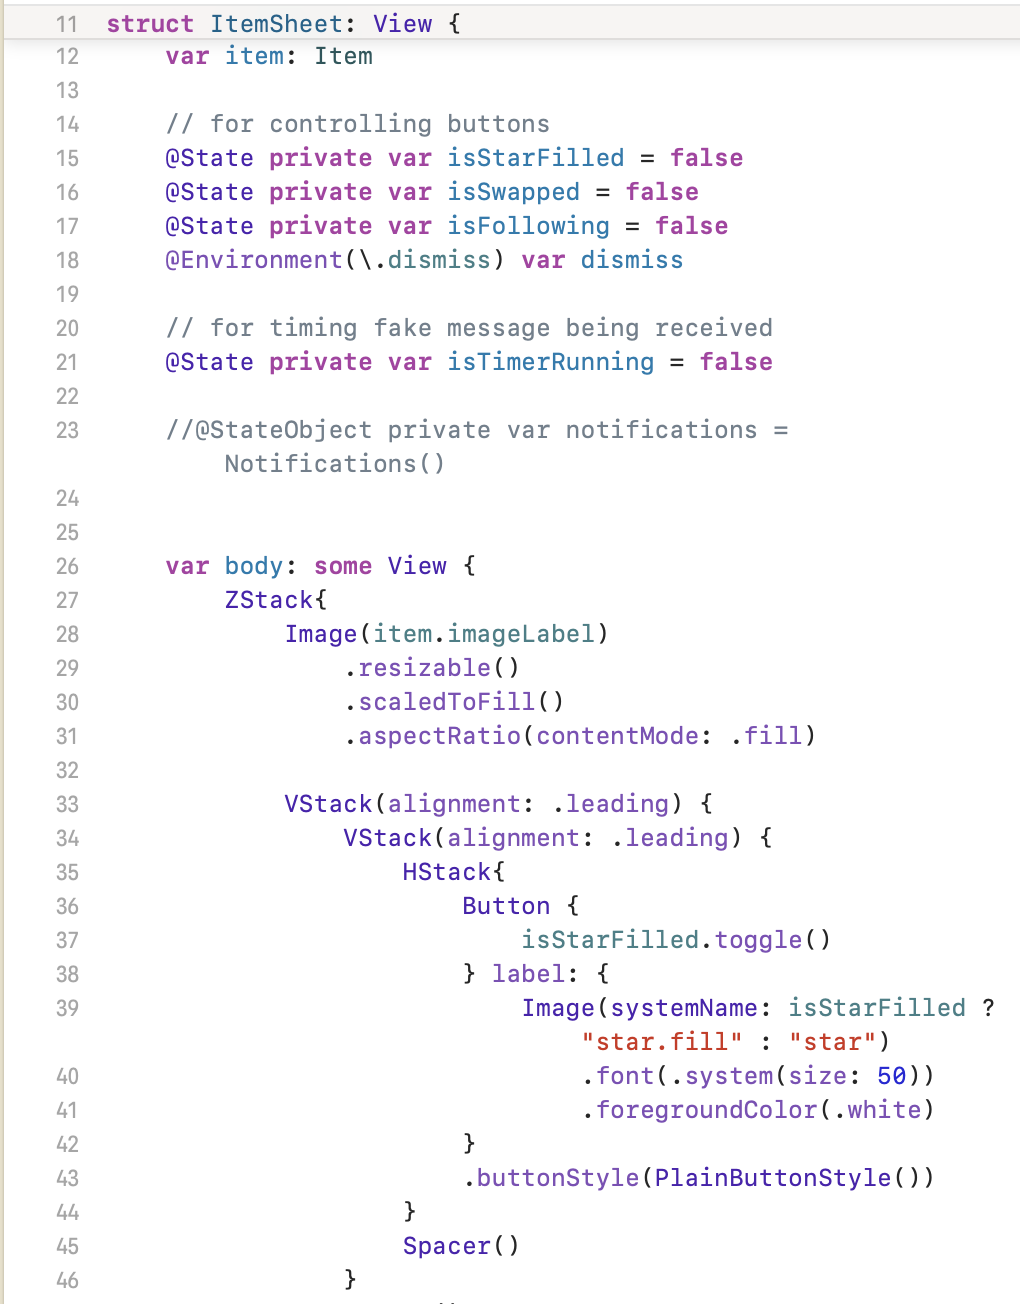 11 struct ItemSheet: View {
12 var item: Item
13
14 // for controlling buttons
15 @State private var isStarFilled = false
16 @State private var isSwapped = false
17 @State private var isFollowing = false
18 @Environment(\.dismiss) var dismiss
19
20 // for timing fake message being received
21 @State private var isTimerRunning = false
22
23 //@StateObject private var notifications =
Notifications()
24
25
26 var body: some View {
27 ZStack{
28 Image(item.imageLabel)
29 .resizable()
30 .scaledToFill()
31 .aspectRatio(contentMode: .fill)
32
33 VStack(alignment: .leading) {
34 VStack(alignment: .leading) {
35 HStack{
36 Button {
37 isStarFilled.toggle()
38 } label: {
39 Image(systemName: isStarFilled ?
"star.fill" : "star")
40 .font(.system(size: 50))
41 .foregroundColor(.white)
42 }
43 .buttonStyle(PlainButtonStyle())
44 }
45 Spacer()
46 }